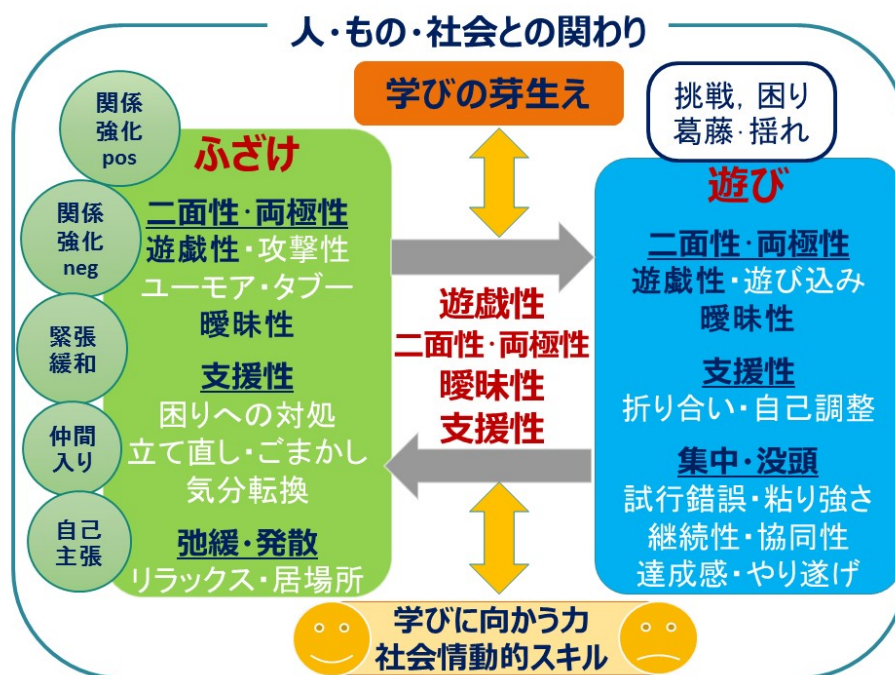 人・もの・社会との関わり
学びの芽生え
挑戦，困り
葛藤・揺れ
関係
強化
pos
関係
強化
neg
緊張
緩和
仲間
入り
自己
主張
ふざけ
二面性・両極性
遊戯性・攻撃性
ユーモア・タブー
曖昧性
支援性
困りへの対処
立て直し・ごまかし
気分転換
弛緩・発散
リラックス・居場所
遊戯性
二面性・両極性
曖昧性
支援性
遊び
二面性・両極性
遊戯性・遊び込み
曖昧性
支援性
折り合い・自己調整
集中・没頭
試行錯誤・粘り強さ
継続性・協同性
達成感・やり遂げ
学びに向かう力
社会情動的スキル